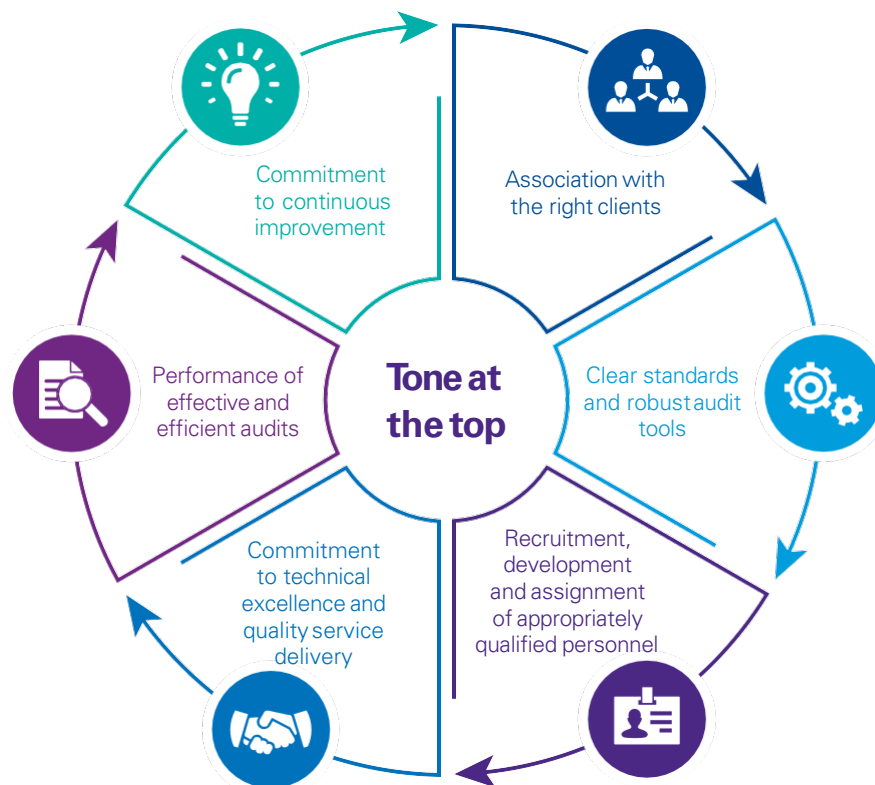 Commitment
to continuous
improvement
Association with
the right clients
Performance of
effective and
efficient audits
Tone at
the top
Clear standards
and robust audit
tools
Commitment
to technical
excellence and
quality service
delivery
Recruitment,
development
and assignment
of appropriately
qualified personnel